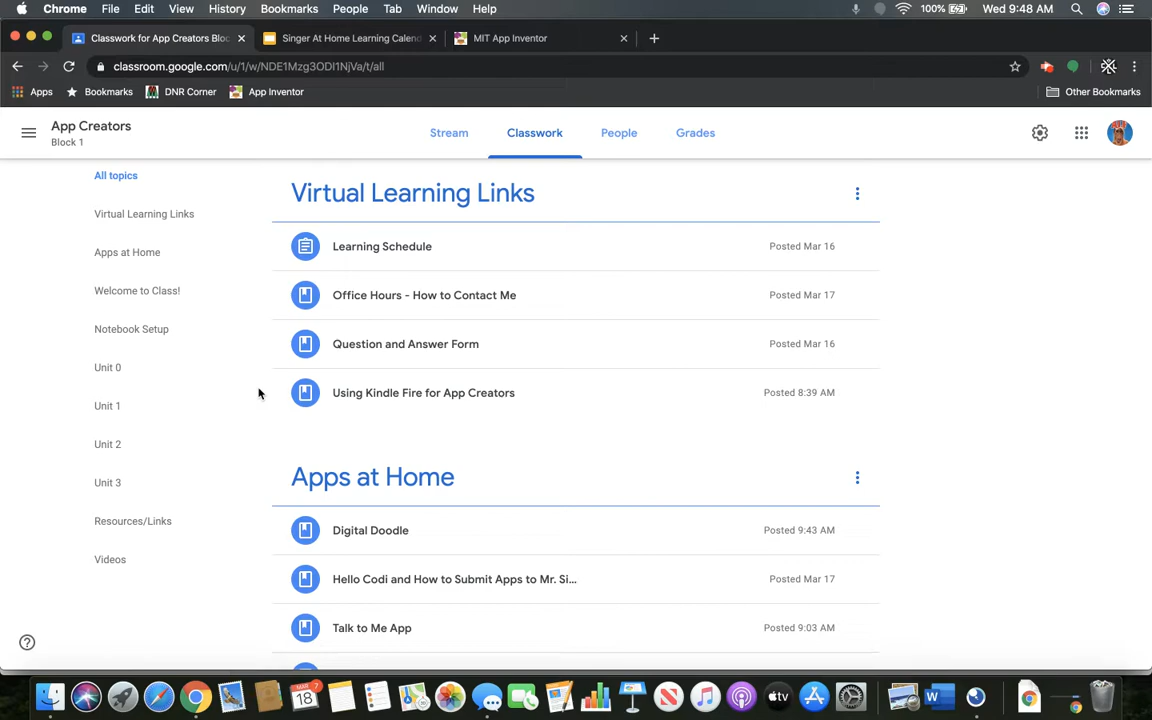 Chrome File Edit View History Bookmarks People Tab Window Help 100% Wed 9:48 AM
Classwork for App Creators Bloc Singer At Home Learning Calend MIT App Inventor
classroom.google.com/u/1/w/NDE1Mzg3ODI1NjVa/t/all
Apps Bookmarks DNR Corner App Inventor Other Bookmarks
App Creators
Block 1
Stream Classwork People Grades
All topics
Virtual Learning Links
Apps at Home
Welcome to Class!
Notebook Setup
Unit 0
Unit 1
Unit 2
Unit 3
Resources/Links
Videos
Virtual Learning Links
Learning Schedule Posted Mar 16
Office Hours - How to Contact Me Posted Mar 17
Question and Answer Form Posted Mar 16
Using Kindle Fire for App Creators Posted 8:39 AM
Apps at Home
Digital Doodle Posted 9:43 AM
Hello Codi and How to Submit Apps to Mr. Si... Posted Mar 17
Talk to Me App Posted 9:03 AM
MAR
18
7
tv
W